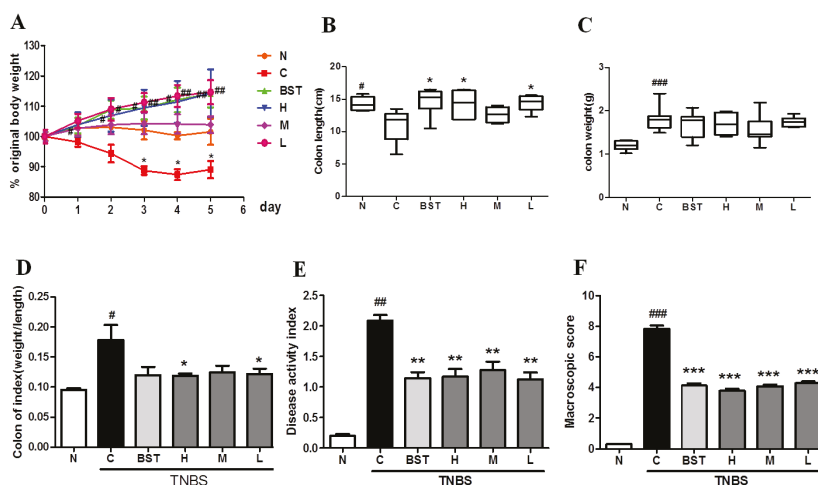 A
% original body weight
130
120
110
100
90
80
0 1 2 3 4 5 6 day
# # # # # ## ## ## ##
* * *
N
C
BST
H
M
L
B
Colon length(cm)
20
15
10
5
0
# * * *
N C BST H M L
C
colon weight(g)
3
2
1
0
###
N C BST H M L
D
Colon of index(weight/length)
0.25
0.20
0.15
0.10
0.05
0.00
# * *
N C BST H M L
TNBS
E
Disease activity index
2.5
2.0
1.5
1.0
0.5
0.0
## ** ** ** **
N C BST H M L
TNBS
F
Macroscopic score
10
8
6
4
2
0
### *** *** *** ***
N C BST H M L
TNBS